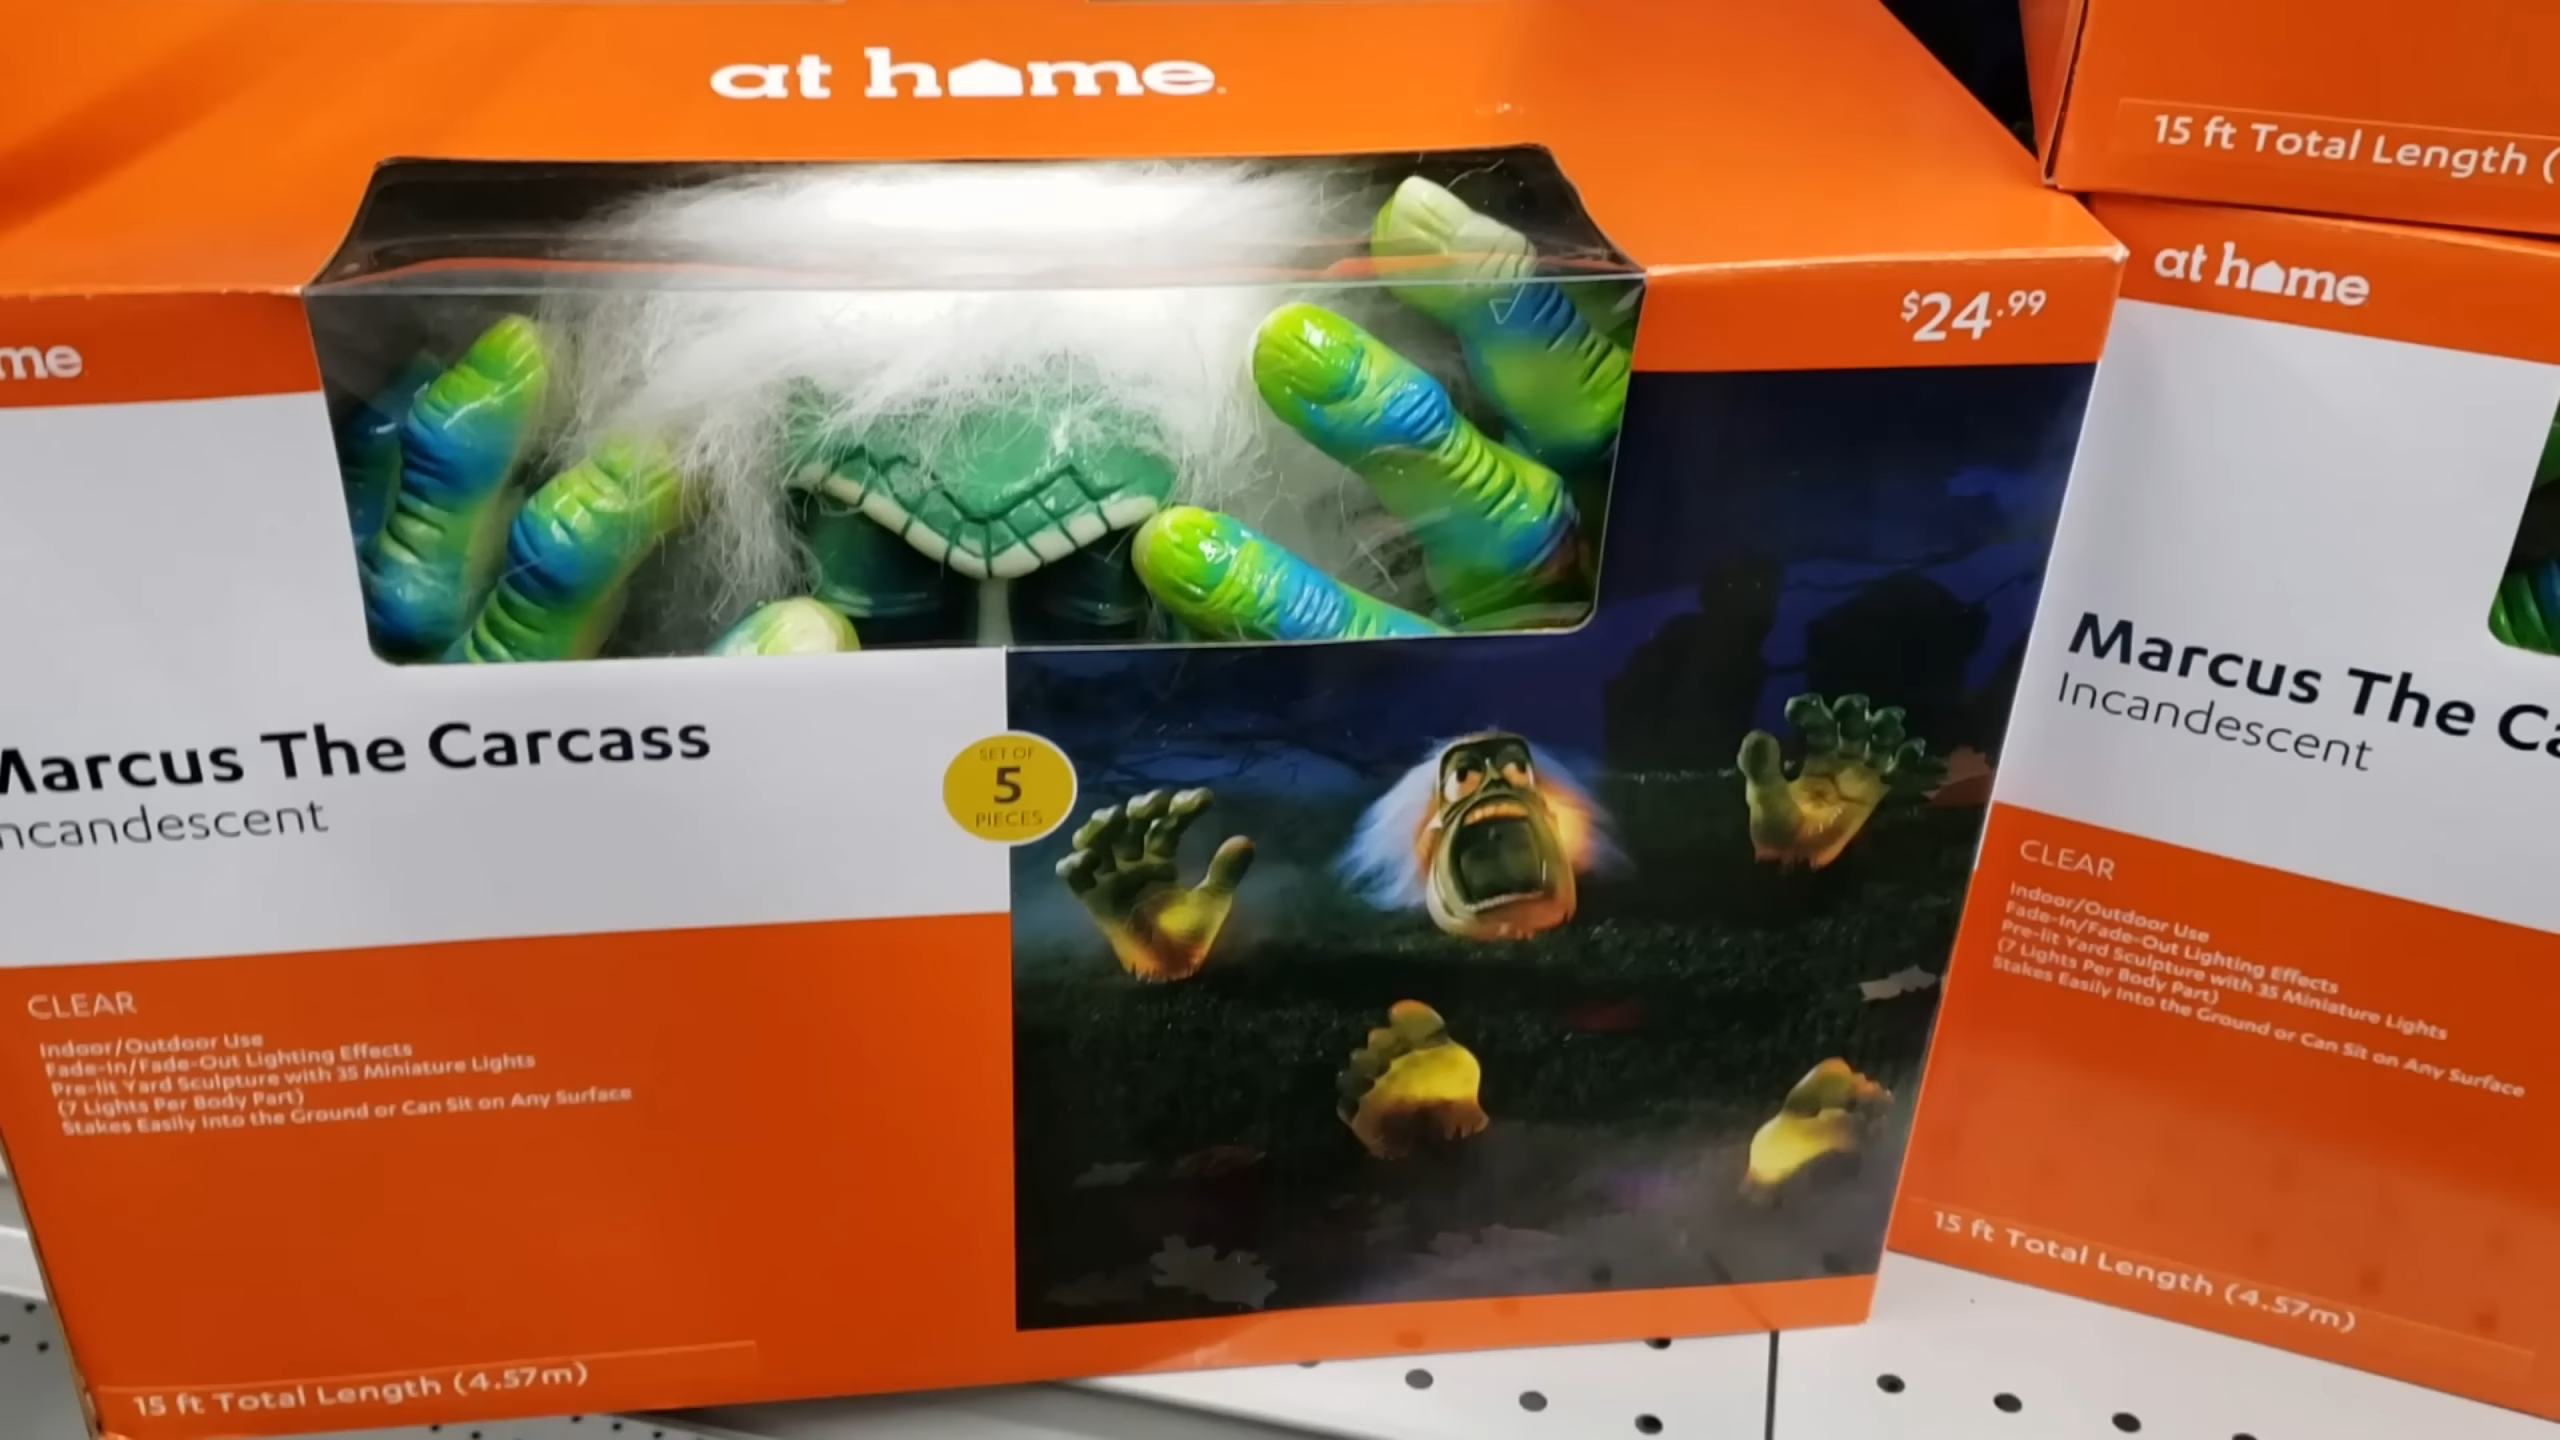 at home
$24.99
me
Marcus The Carcass
ncandescent
SET OF
5
PIECES
CLEAR
Indoor/Outdoor Use
Fade-In/Fade-Out Lighting Effects
Pre-lit Yard Sculpture with 35 Miniature Lights
(7 Lights Per Body Part)
Stakes Easily Into the Ground or Can Sit on Any Surface
15 ft Total Length (4.57m)
15 ft Total Length (
at home
Marcus The Ca
Incandescent
CLEAR
Indoor/Outdoor Use
Fade-In/Fade-Out Lighting Effects
Pre-lit Yard Sculpture with 35 Miniature Lights
(7 Lights Per Body Part)
Stakes Easily Into the Ground or Can Sit on Any Surface
15 ft Total Length (4.57m)